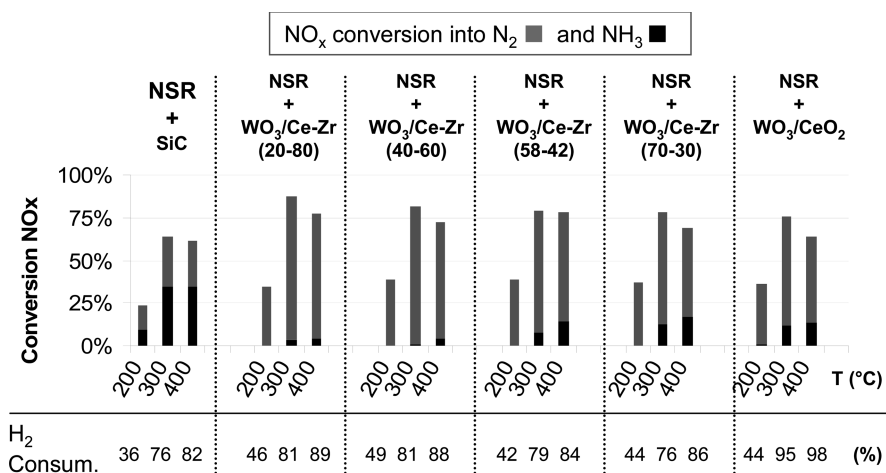 NOx conversion into N2 and NH3
NSR
+
SiC
NSR
+
WO3/Ce-Zr
(20-80)
NSR
+
WO3/Ce-Zr
(40-60)
NSR
+
WO3/Ce-Zr
(58-42)
NSR
+
WO3/Ce-Zr
(70-30)
NSR
+
WO3/CeO2
Conversion NOx
100%
75%
50%
25%
0%
200 300 400 200 300 400 200 300 400 200 300 400 200 300 400 200 300 400 T (°C)
H2
Consum. 36 76 82 46 81 89 49 81 88 42 79 84 44 76 86 44 95 98 (%)